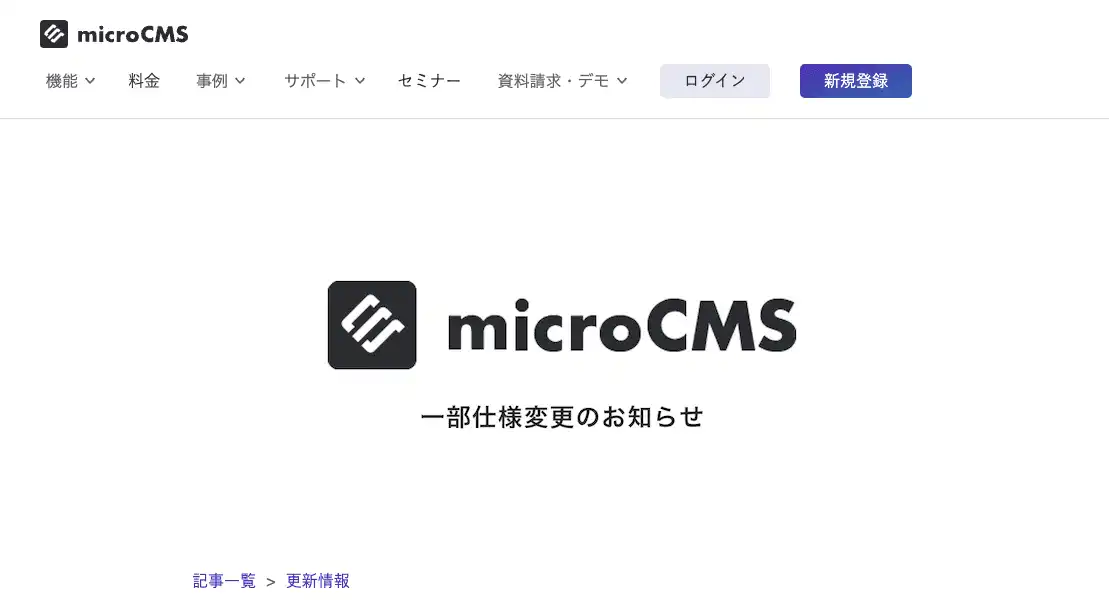 microCMS
機能 料金 事例 サポート セミナー 資料請求・デモ ログイン 新規登録
microCMS
一部仕様変更のお知らせ
記事一覧 > 更新情報